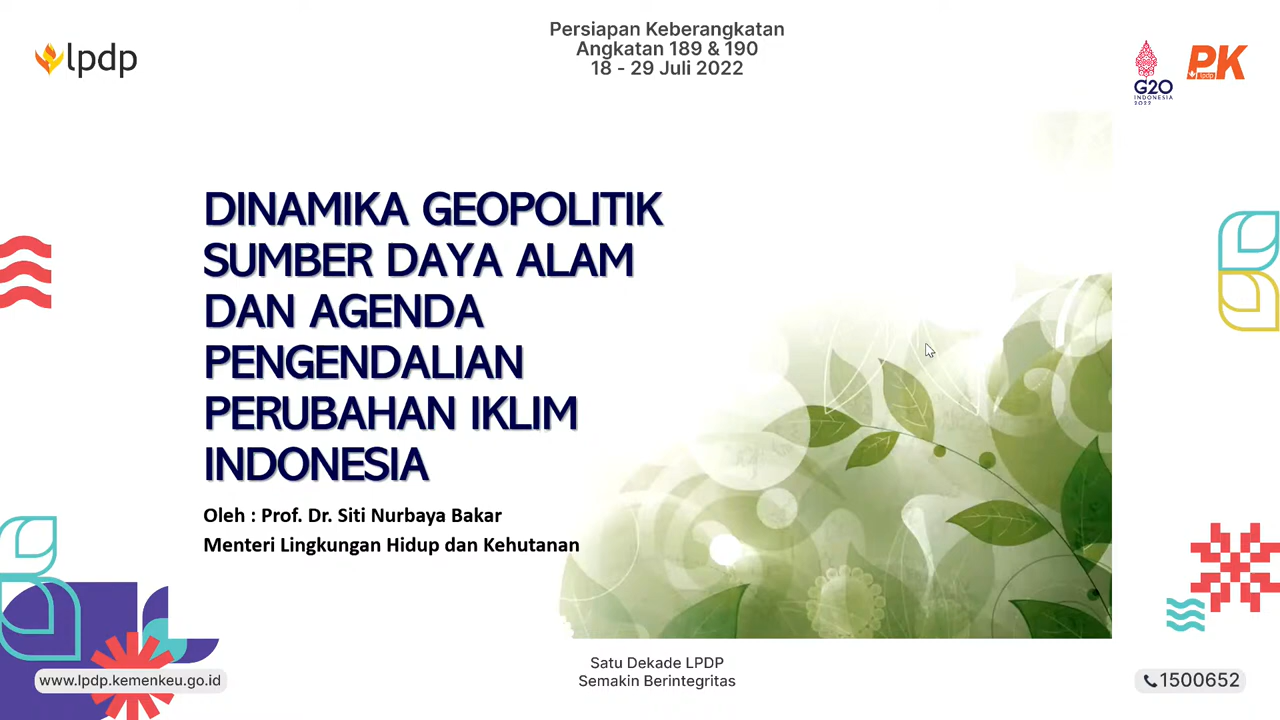 lpdp
Persiapan Keberangkatan
Angkatan 189 & 190
18 - 29 Juli 2022
G20
INDONESIA
2022
PK
lpdp
DINAMIKA GEOPOLITIK
SUMBER DAYA ALAM
DAN AGENDA
PENGENDALIAN
PERUBAHAN IKLIM
INDONESIA
Oleh : Prof. Dr. Siti Nurbaya Bakar
Menteri Lingkungan Hidup dan Kehutanan
www.lpdp.kemenkeu.go.id
Satu Dekade LPDP
Semakin Berintegritas
1500652